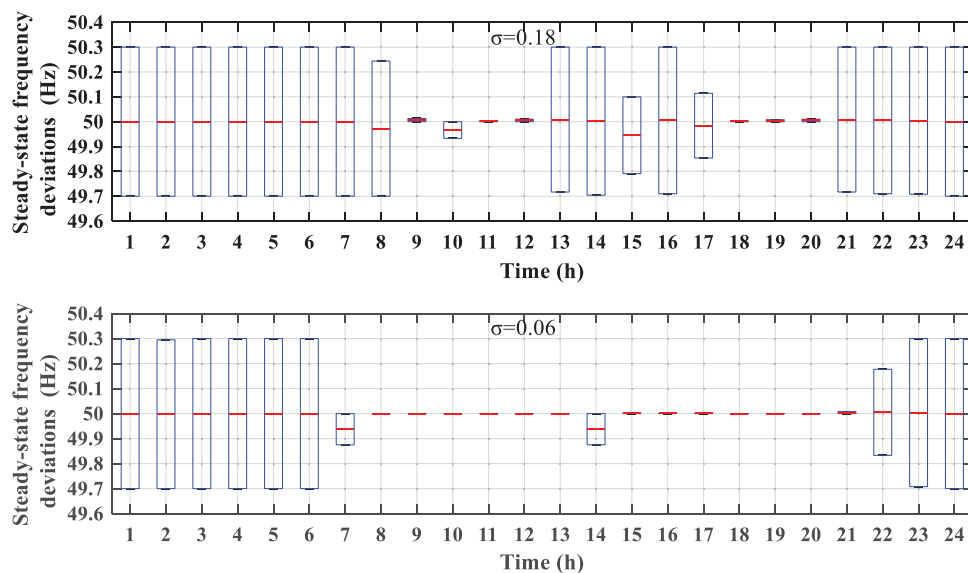 σ=0.18
Steady-state frequency
deviations (Hz)
50.4
50.3
50.2
50.1
50
49.9
49.8
49.7
49.6
1 2 3 4 5 6 7 8 9 10 11 12 13 14 15 16 17 18 19 20 21 22 23 24
Time (h)
σ=0.06
Steady-state frequency
deviations (Hz)
50.4
50.3
50.2
50.1
50
49.9
49.8
49.7
49.6
1 2 3 4 5 6 7 8 9 10 11 12 13 14 15 16 17 18 19 20 21 22 23 24
Time (h)